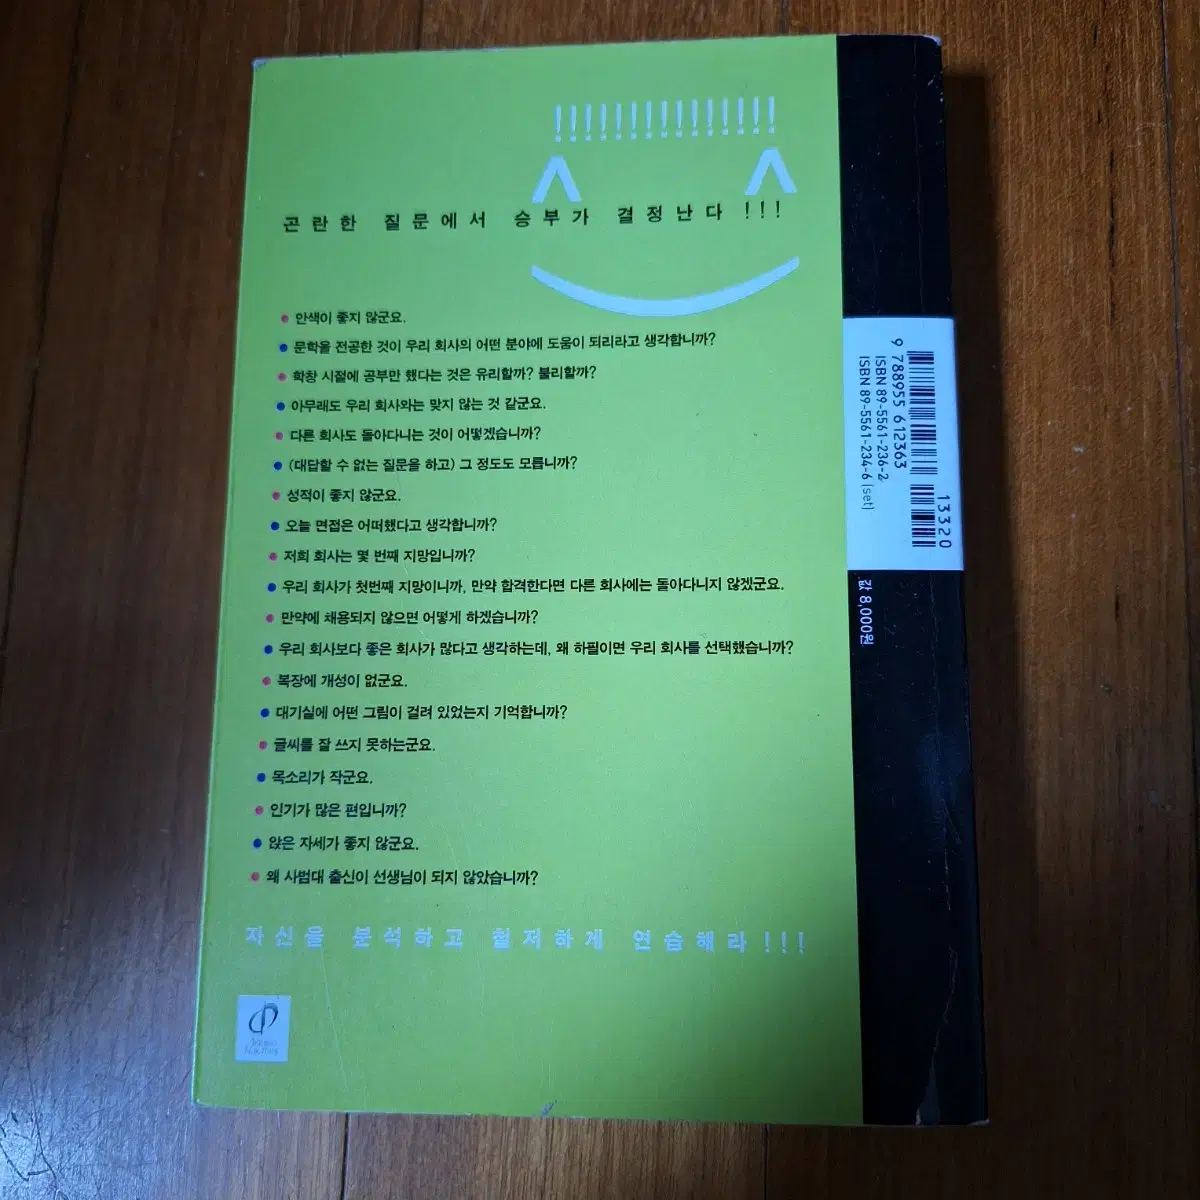 !!!!!!!!!!!!!!!
^ ^
곤란한 질문에서 승부가 결정난다 !!!
안색이 좋지 않군요.
문학을 전공한 것이 우리 회사의 어떤 분야에 도움이 되리라고 생각합니까?
학창 시절에 공부만 했다는 것은 유리할까? 불리할까?
아무래도 우리 회사와는 맞지 않는 것 같군요.
다른 회사도 돌아다니는 것이 어떻겠습니까?
(대답할 수 없는 질문을 하고) 그 정도도 모릅니까?
성적이 좋지 않군요.
오늘 면접은 어떠했다고 생각합니까?
저희 회사는 몇 번째 지망입니까?
우리 회사가 첫번째 지망이니까, 만약 합격한다면 다른 회사에는 돌아다니지 않겠군요.
만약에 채용되지 않으면 어떻게 하겠습니까?
우리 회사보다 좋은 회사가 많다고 생각하는데, 왜 하필이면 우리 회사를 선택했습니까?
복장에 개성이 없군요.
대기실에 어떤 그림이 걸려 있었는지 기억합니까?
글씨를 잘 쓰지 못하는군요.
목소리가 작군요.
인기가 많은 편입니까?
앉은 자세가 좋지 않군요.
왜 사범대 출신이 선생님이 되지 않았습니까?
자신을 분석하고 철저하게 연습해라 !!!
9 788955 612363
13320
ISBN 89-5561-236-2
ISBN 89-5561-234-6 (set)
값 8,000원